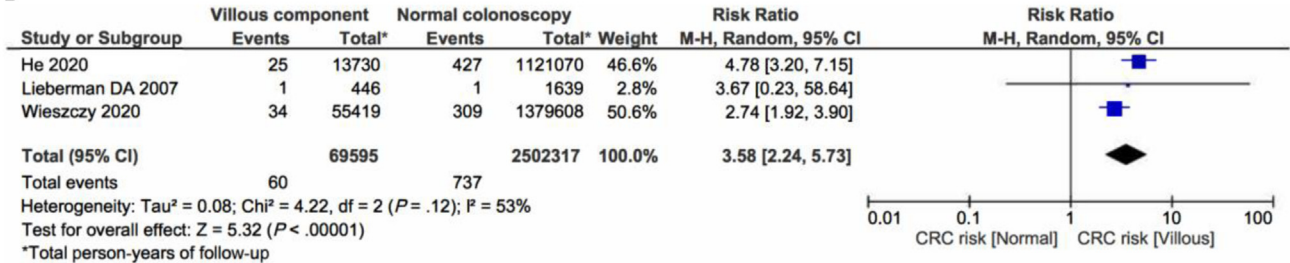 Villous component Normal colonoscopy Risk Ratio Risk Ratio
Study or Subgroup Events Total* Events Total* Weight M-H, Random, 95% CI M-H, Random, 95% CI
He 2020 25 13730 427 1121070 46.6% 4.78 [3.20, 7.15]
Lieberman DA 2007 1 446 1 1639 2.8% 3.67 [0.23, 58.64]
Wieszczy 2020 34 55419 309 1379608 50.6% 2.74 [1.92, 3.90]
Total (95% CI) 69595 2502317 100.0% 3.58 [2.24, 5.73]
Total events 60 737
Heterogeneity: Tau² = 0.08; Chi² = 4.22, df = 2 (P = .12); I² = 53%
Test for overall effect: Z = 5.32 (P < .00001)
*Total person-years of follow-up
0.01 0.1 1 10 100
CRC risk [Normal] CRC risk [Villous]